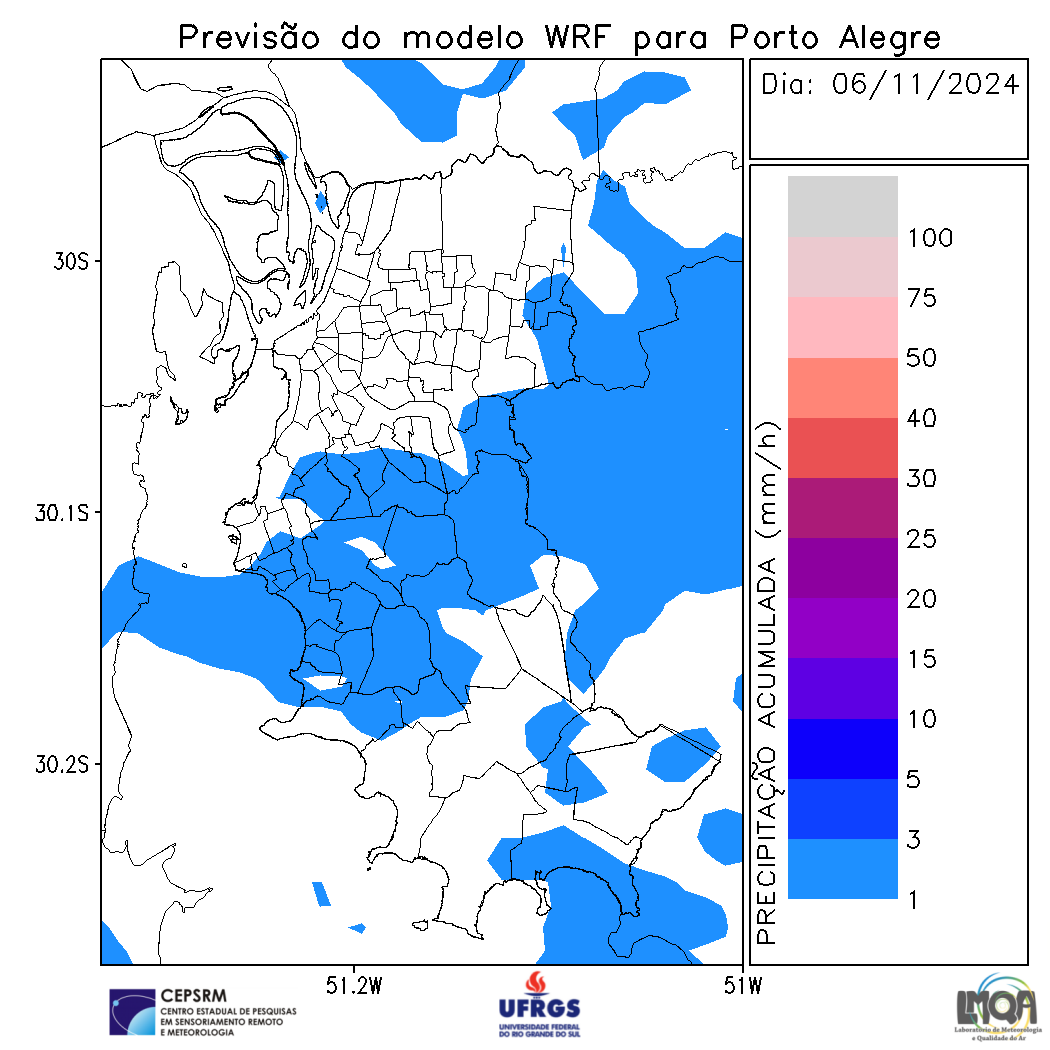 Previsão do modelo WRF para Porto Alegre
Dia: 06/11/2024
30S
30.1S
30.2S
51.2W
51W
PRECIPITAÇÃO ACUMULADA (mm/h)
100
75
50
40
30
25
20
15
10
5
3
1
CEPSRM
CENTRO ESTADUAL DE PESQUISAS
EM SENSORIAMENTO REMOTO
E METEOROLOGIA
UFRGS
UNIVERSIDADE FEDERAL
DO RIO GRANDE DO SUL
LMQA
Laboratório de Meteorologia
e Qualidade do Ar